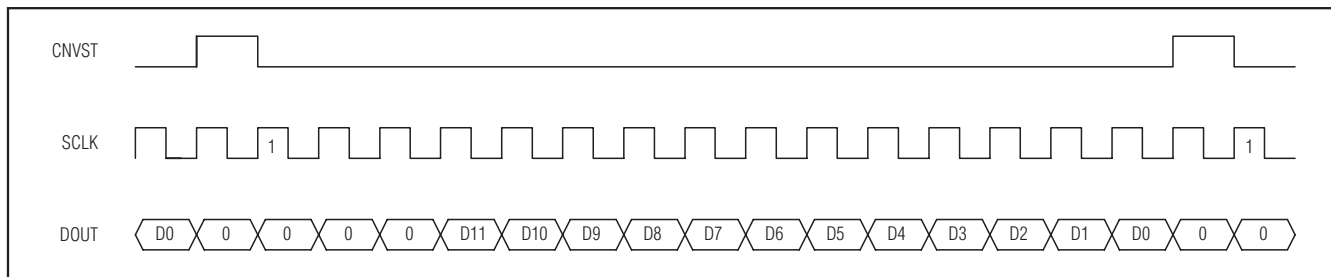 CNVST
SCLK 1 1
DOUT D0 0 0 0 0 D11 D10 D9 D8 D7 D6 D5 D4 D3 D2 D1 D0 0 0